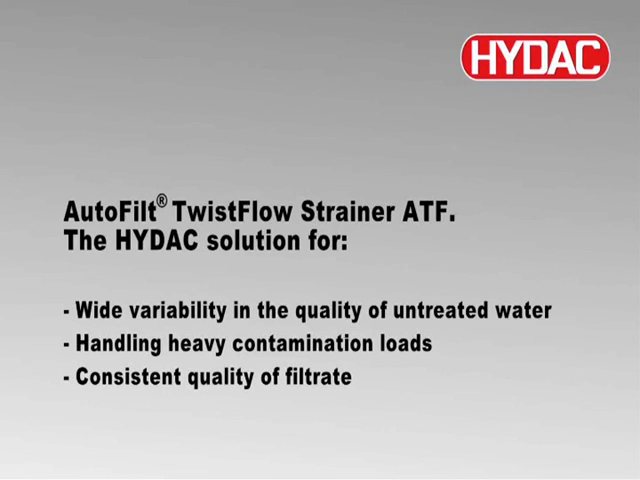 HYDAC
AutoFilt® TwistFlow Strainer ATF.
The HYDAC solution for:
- Wide variability in the quality of untreated water
- Handling heavy contamination loads
- Consistent quality of filtrate